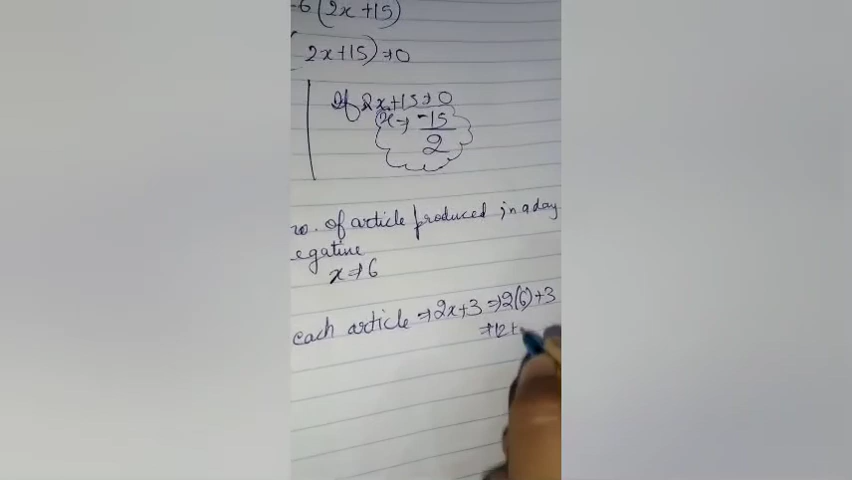 -6(2x+15)
2x+15)⇒0
If 2x+15⇒0
x⇒ -15/2
no. of article produced in a day
egative
x⇒6
each article ⇒2x+3 ⇒2(6)+3
⇒12+